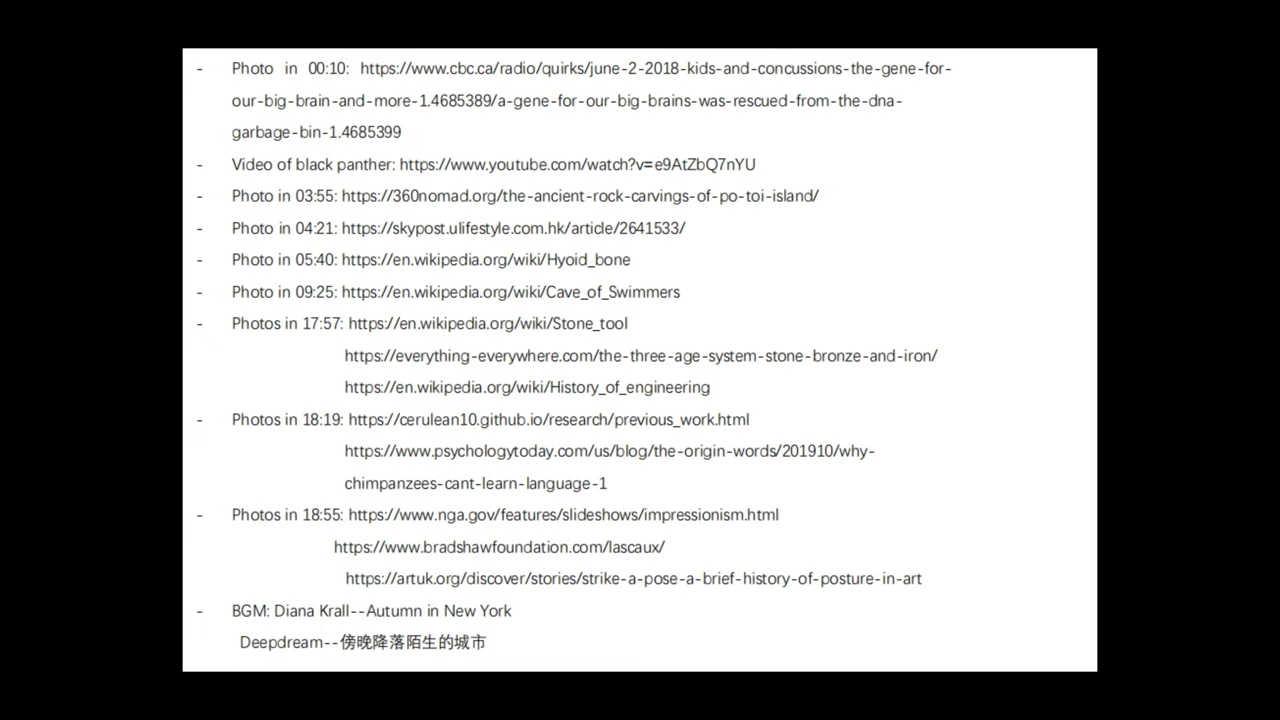 - Photo in 00:10: https://www.cbc.ca/radio/quirks/june-2-2018-kids-and-concussions-the-gene-for-
our-big-brain-and-more-1.4685389/a-gene-for-our-big-brains-was-rescued-from-the-dna-
garbage-bin-1.4685399
- Video of black panther: https://www.youtube.com/watch?v=e9AtZbQ7nYU
- Photo in 03:55: https://360nomad.org/the-ancient-rock-carvings-of-po-toi-island/
- Photo in 04:21: https://skypost.ulifestyle.com.hk/article/2641533/
- Photo in 05:40: https://en.wikipedia.org/wiki/Hyoid_bone
- Photo in 09:25: https://en.wikipedia.org/wiki/Cave_of_Swimmers
- Photos in 17:57: https://en.wikipedia.org/wiki/Stone_tool
https://everything-everywhere.com/the-three-age-system-stone-bronze-and-iron/
https://en.wikipedia.org/wiki/History_of_engineering
- Photos in 18:19: https://cerulean10.github.io/research/previous_work.html
https://www.psychologytoday.com/us/blog/the-origin-words/201910/why-
chimpanzees-cant-learn-language-1
- Photos in 18:55: https://www.nga.gov/features/slideshows/impressionism.html
https://www.bradshawfoundation.com/lascaux/
https://artuk.org/discover/stories/strike-a-pose-a-brief-history-of-posture-in-art
- BGM: Diana Krall--Autumn in New York
Deepdream--傍晚降落陌生的城市